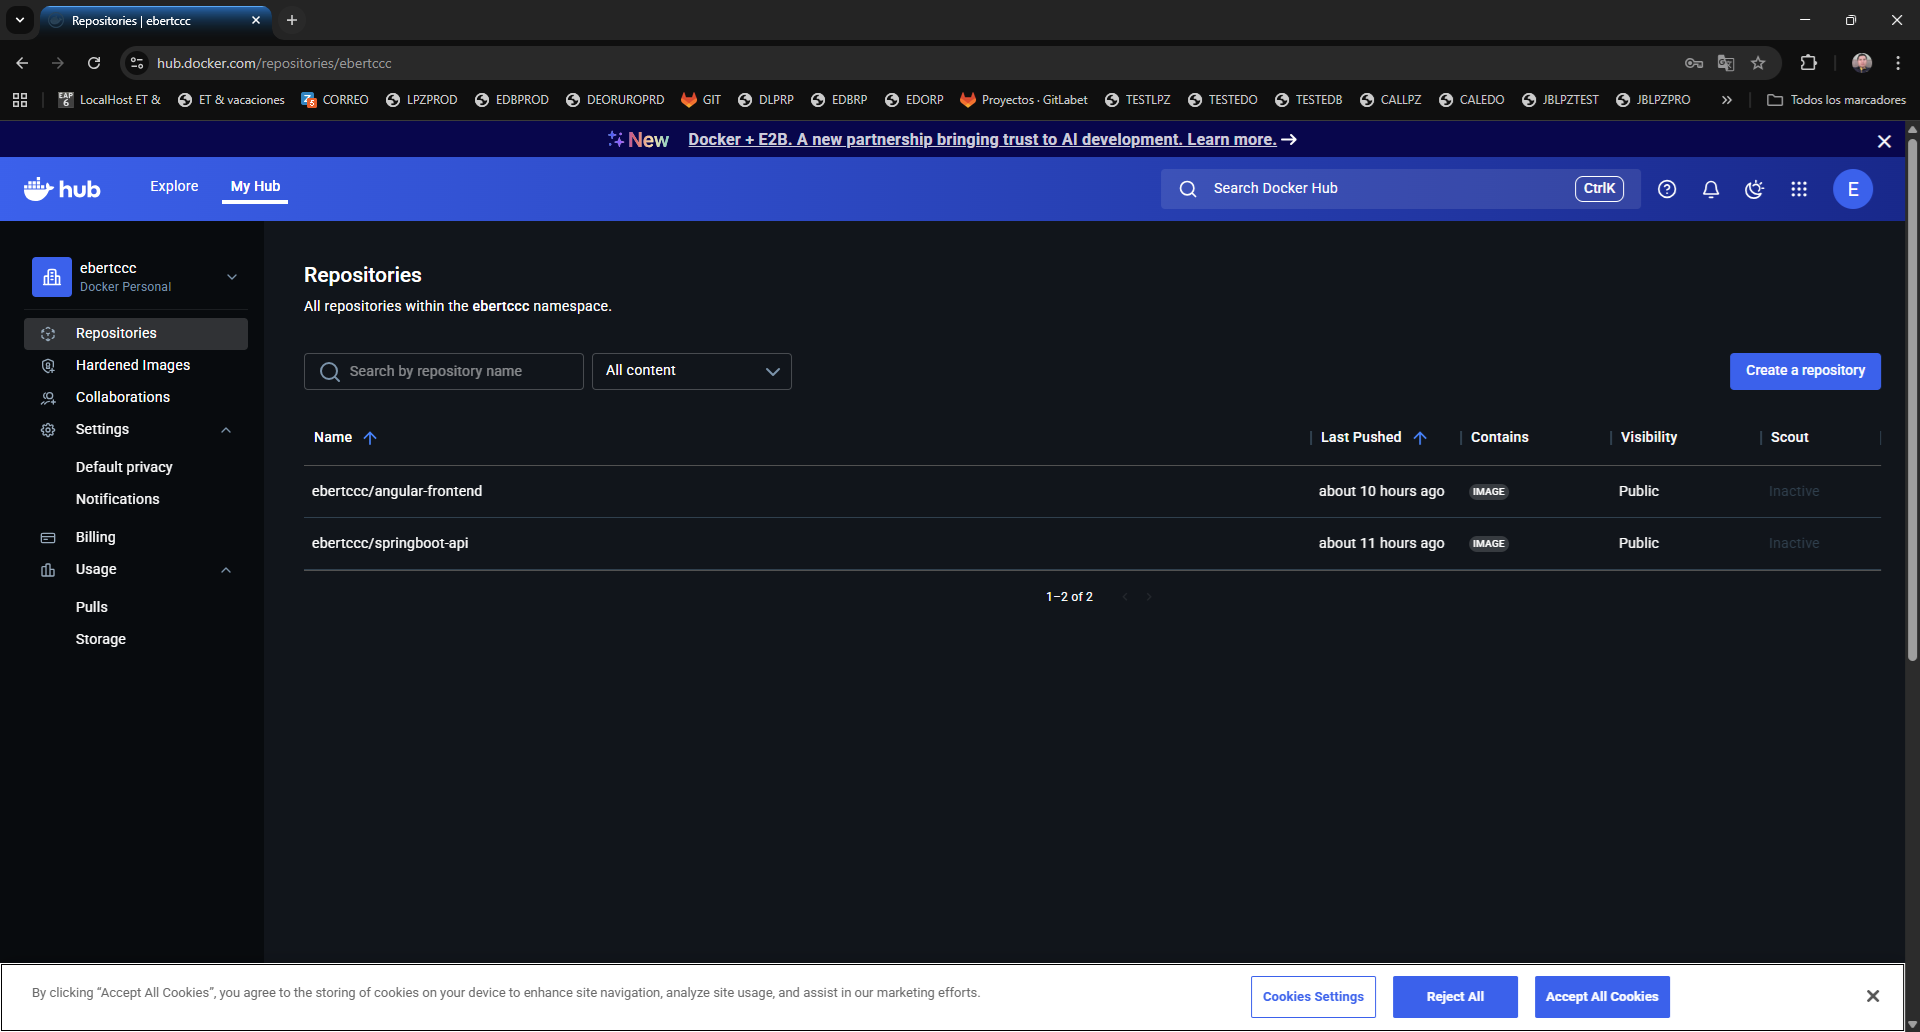 Repositories | ebertccc
hub.docker.com/repositories/ebertccc
EAP 6 LocalHost ET & ET & vacaciones CORREO LPZPROD EDBPROD DEORUROPRD GIT DLPRP EDBRP EDORP Proyectos · GitLabet TESTLPZ TESTEDO TESTEDB CALLPZ CALEDO JBLPZTEST JBLPZPRO » Todos los marcadores
New Docker + E2B. A new partnership bringing trust to AI development. Learn more. →
hub Explore My Hub Search Docker Hub CtrlK E
ebertccc
Docker Personal
Repositories
Hardened Images
Collaborations
Settings
Default privacy
Notifications
Billing
Usage
Pulls
Storage
Repositories
All repositories within the ebertccc namespace.
Search by repository name All content Create a repository
Name Last Pushed Contains Visibility Scout
ebertccc/angular-frontend about 10 hours ago IMAGE Public Inactive
ebertccc/springboot-api about 11 hours ago IMAGE Public Inactive
1–2 of 2
By clicking “Accept All Cookies”, you agree to the storing of cookies on your device to enhance site navigation, analyze site usage, and assist in our marketing efforts. Cookies Settings Reject All Accept All Cookies